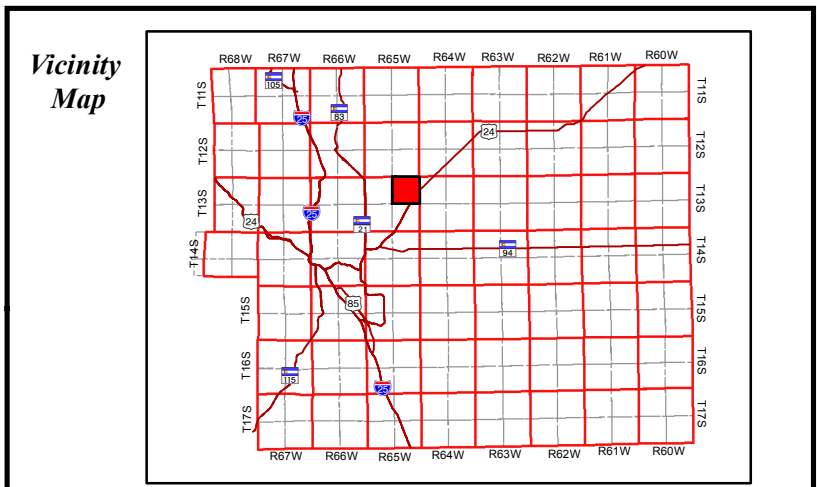 Vicinity
Map
R68W R67W R66W R65W R64W R63W R62W R61W R60W
T11S T11S
105
83
25
24
T12S T12S
T13S T13S
25
24
21
T14S T14S
94
T15S T15S
85
T16S T16S
115
25
T17S T17S
R67W R66W R65W R64W R63W R62W R61W R60W